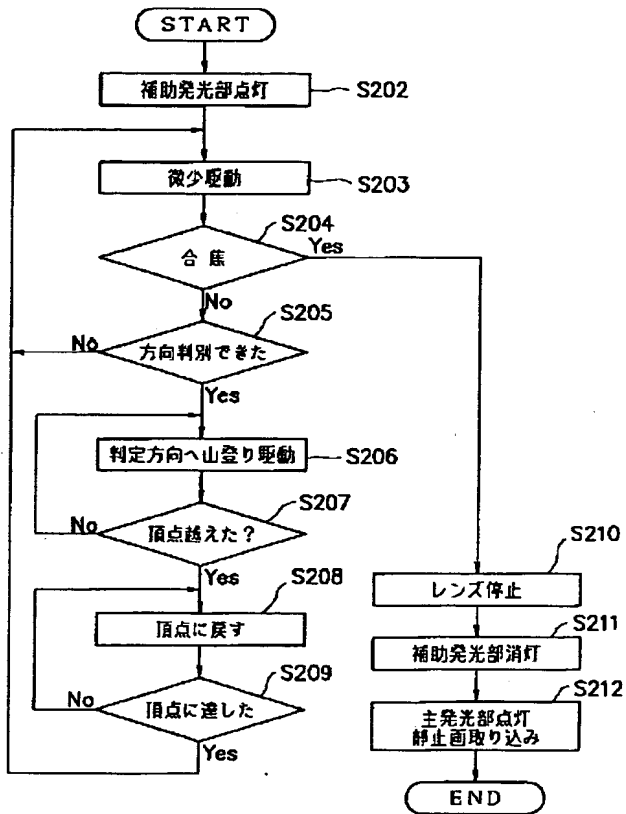 START
補助発光部点灯
S202
微少駆動
S203
S204
合焦
Yes
No
S205
方向判別できた
No
Yes
判定方向へ山登り駆動
S206
S207
頂点越えた?
No
Yes
S208
頂点に戻す
S209
頂点に達した
No
Yes
S210
レンズ停止
S211
補助発光部消灯
S212
主発光部点灯
静止画取り込み
END